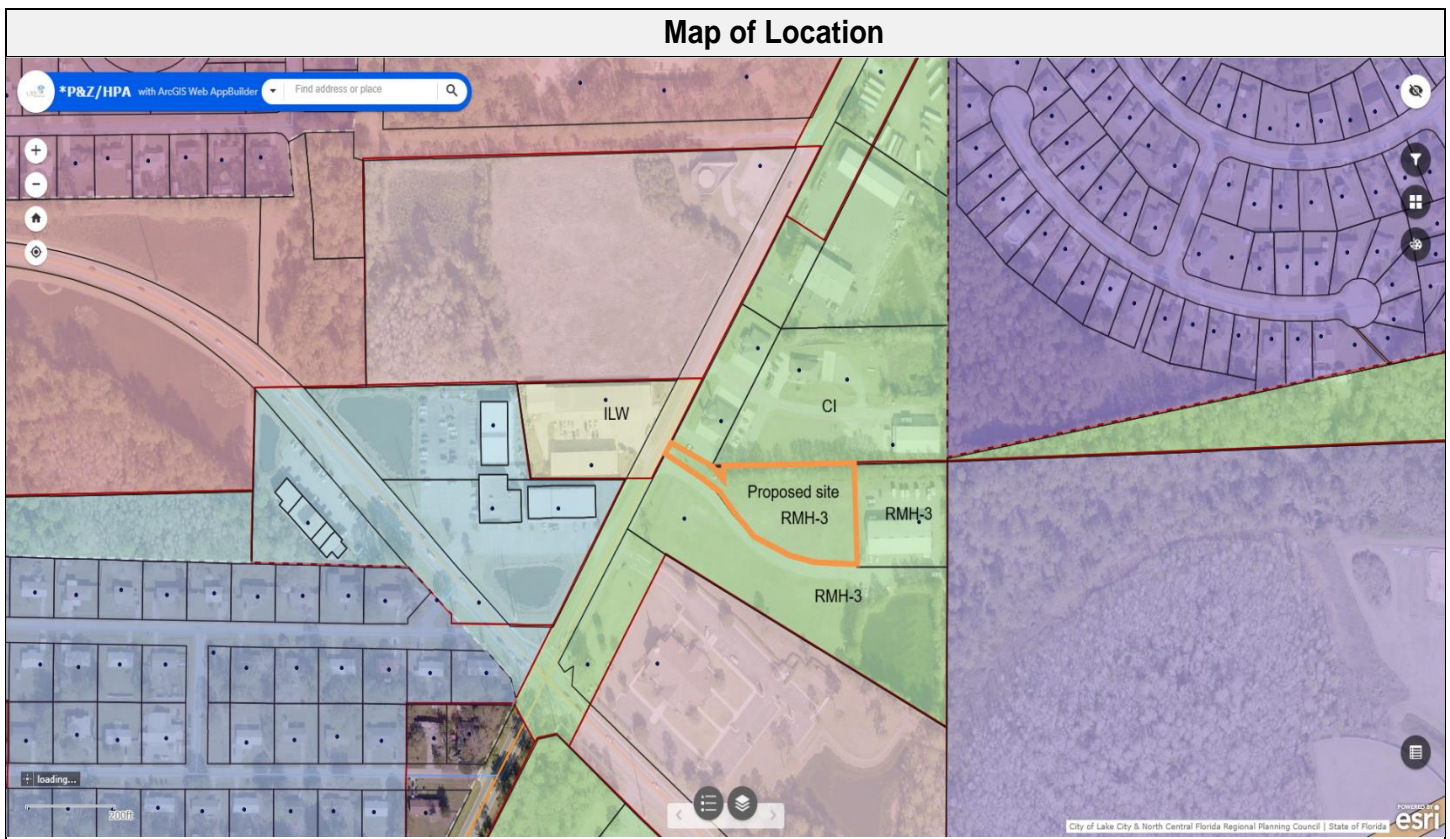 Map of Location
*P&Z/HPA with ArcGIS Web AppBuilder
Find address or place
ILW
CI
Proposed site
RMH-3
RMH-3
RMH-3
loading...
200ft
City of Lake City & North Central Florida Regional Planning Council | State of Florida
POWERED BY
esri